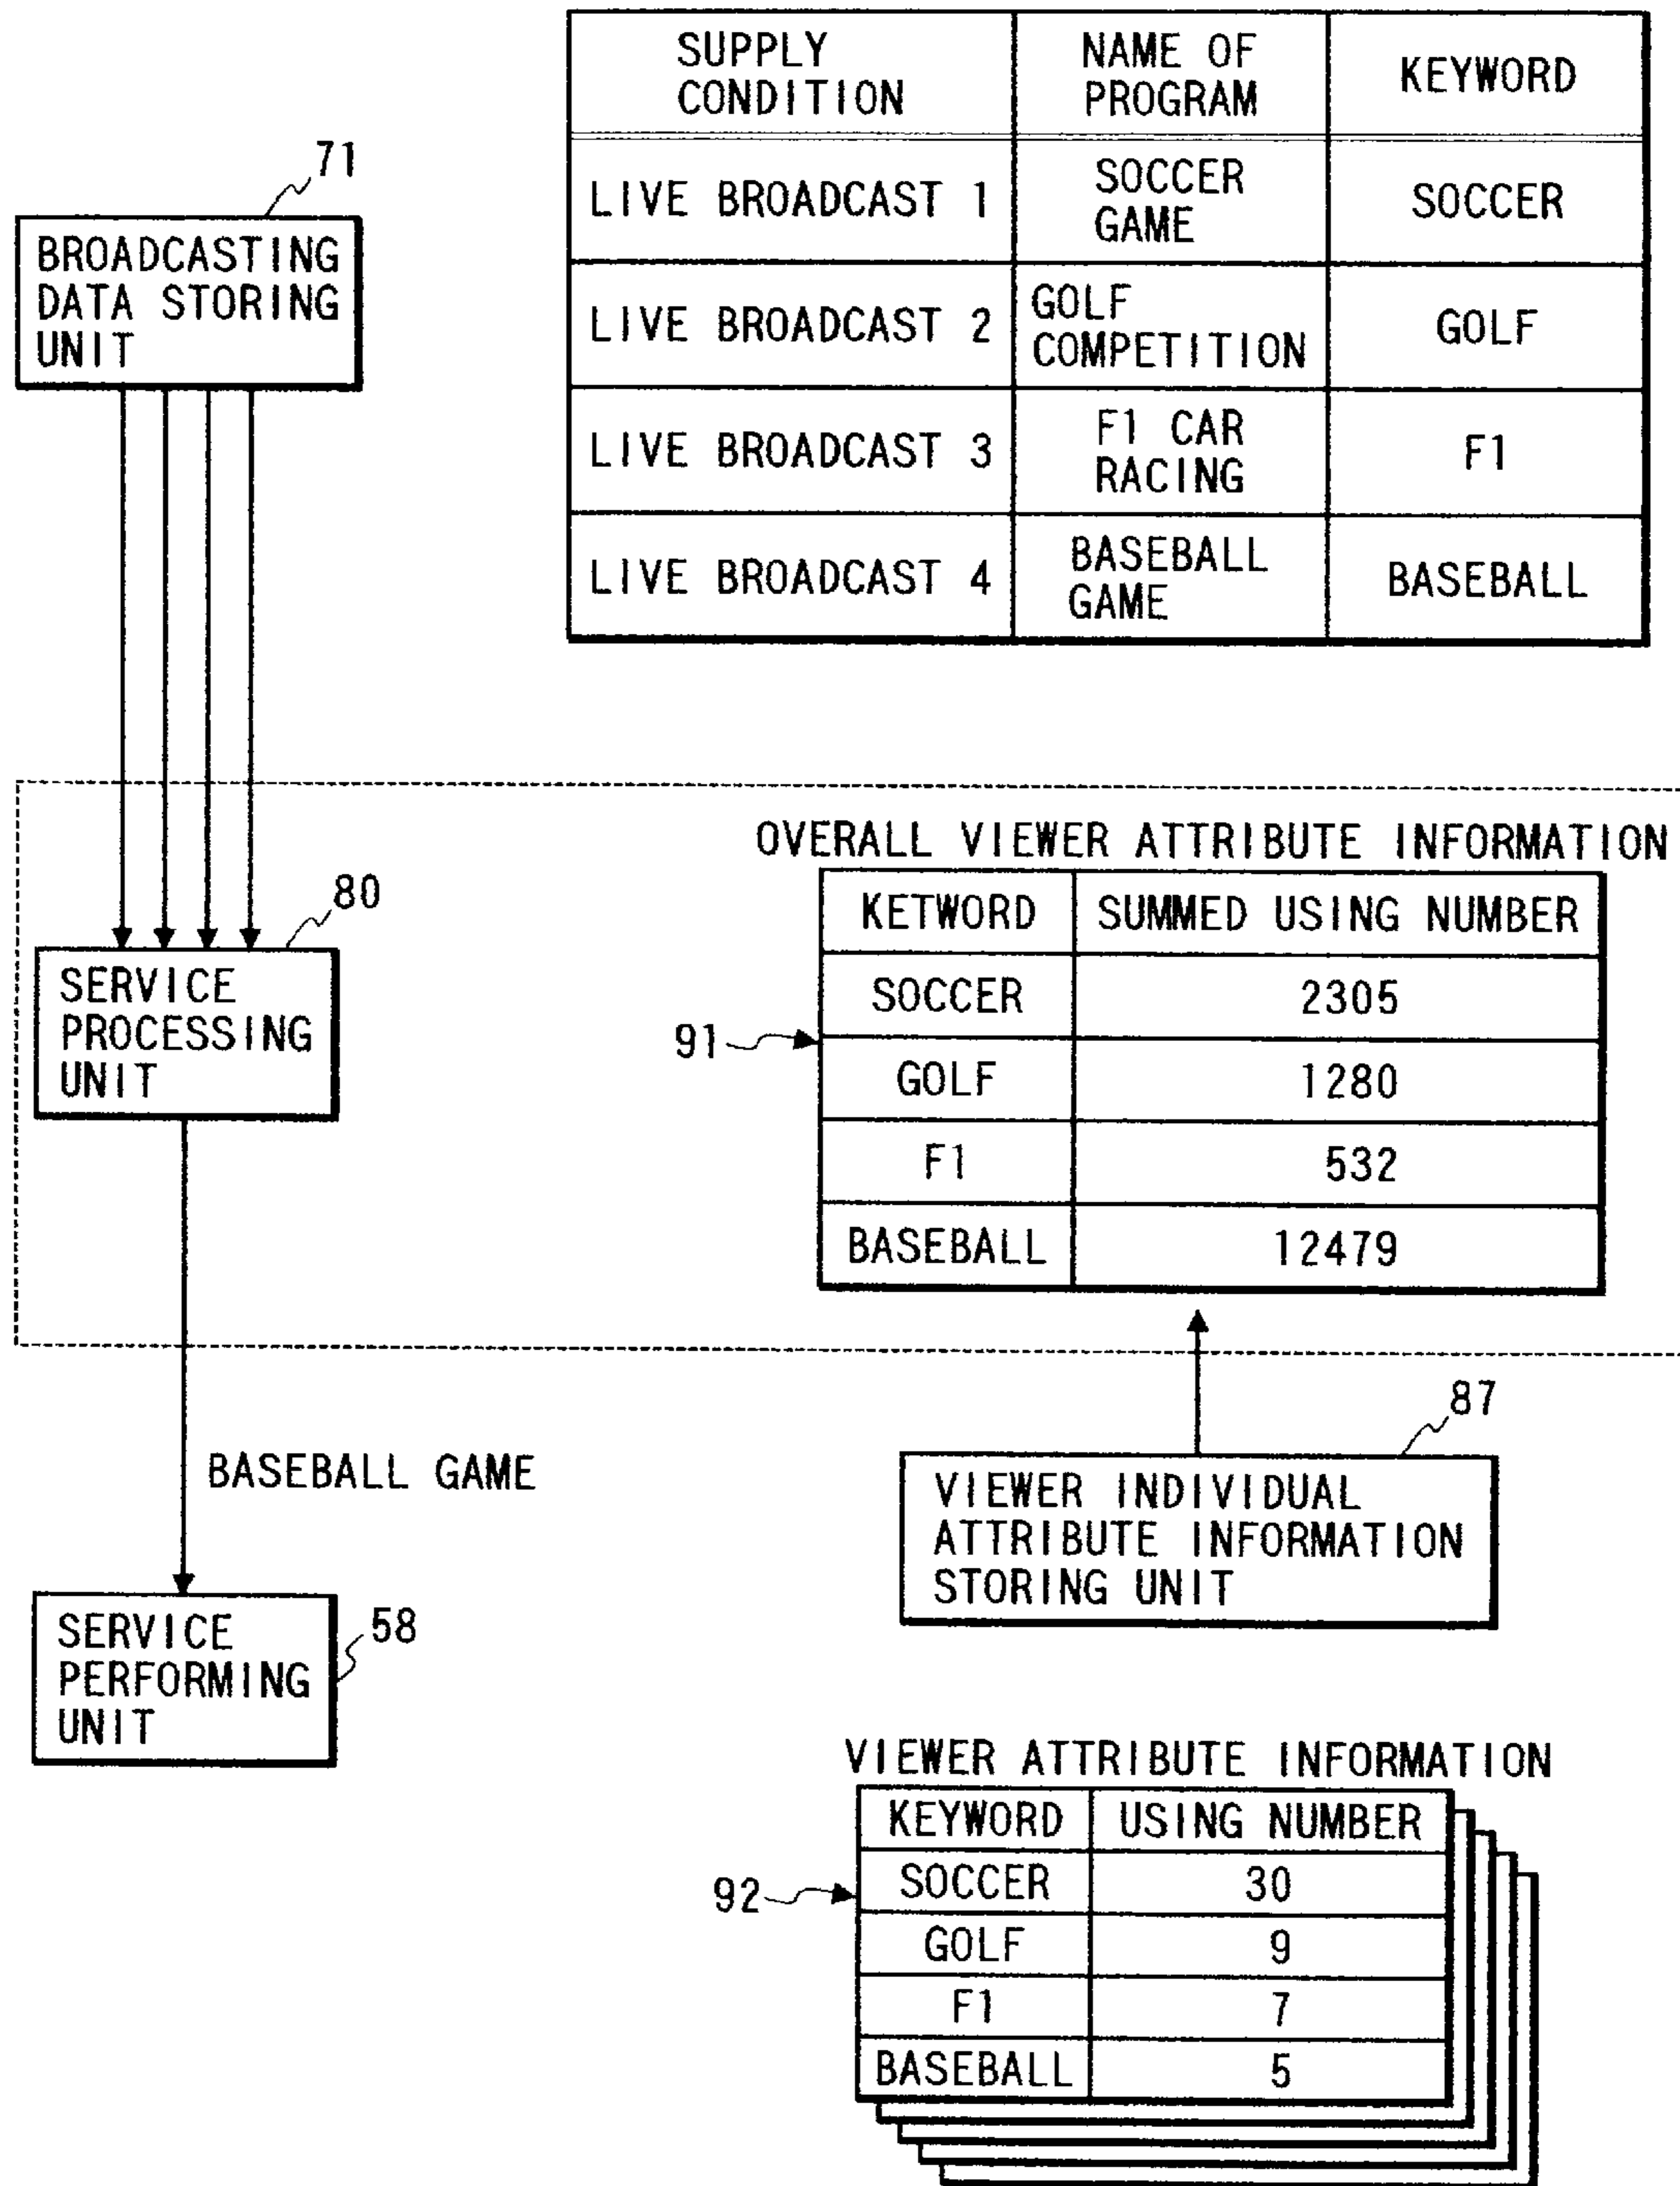 SUPPLY CONDITION
NAME OF PROGRAM
KEYWORD
LIVE BROADCAST 1
SOCCER GAME
SOCCER
LIVE BROADCAST 2
GOLF COMPETITION
GOLF
LIVE BROADCAST 3
F1 CAR RACING
F1
LIVE BROADCAST 4
BASEBALL GAME
BASEBALL
71
BROADCASTING
DATA STORING
UNIT
80
SERVICE
PROCESSING
UNIT
OVERALL VIEWER ATTRIBUTE INFORMATION
KETWORD SUMMED USING NUMBER
SOCCER 2305
91
GOLF 1280
F1 532
BASEBALL 12479
BASEBALL GAME
87
VIEWER INDIVIDUAL
ATTRIBUTE INFORMATION
STORING UNIT
58
SERVICE
PERFORMING
UNIT
VIEWER ATTRIBUTE INFORMATION
KEYWORD USING NUMBER
92
SOCCER 30
GOLF 9
F1 7
BASEBALL 5